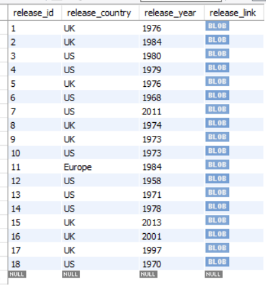 release_id release_country release_year release_link
1 UK 1976 BLOB
2 UK 1984 BLOB
3 US 1980 BLOB
4 US 1979 BLOB
5 UK 1976 BLOB
6 US 1968 BLOB
7 US 2011 BLOB
8 UK 1974 BLOB
9 UK 1973 BLOB
10 US 1973 BLOB
11 Europe 1984 BLOB
12 US 1958 BLOB
13 US 1971 BLOB
14 US 1978 BLOB
15 UK 2013 BLOB
16 UK 2001 BLOB
17 UK 1997 BLOB
18 US 1970 BLOB
NULL NULL NULL NULL